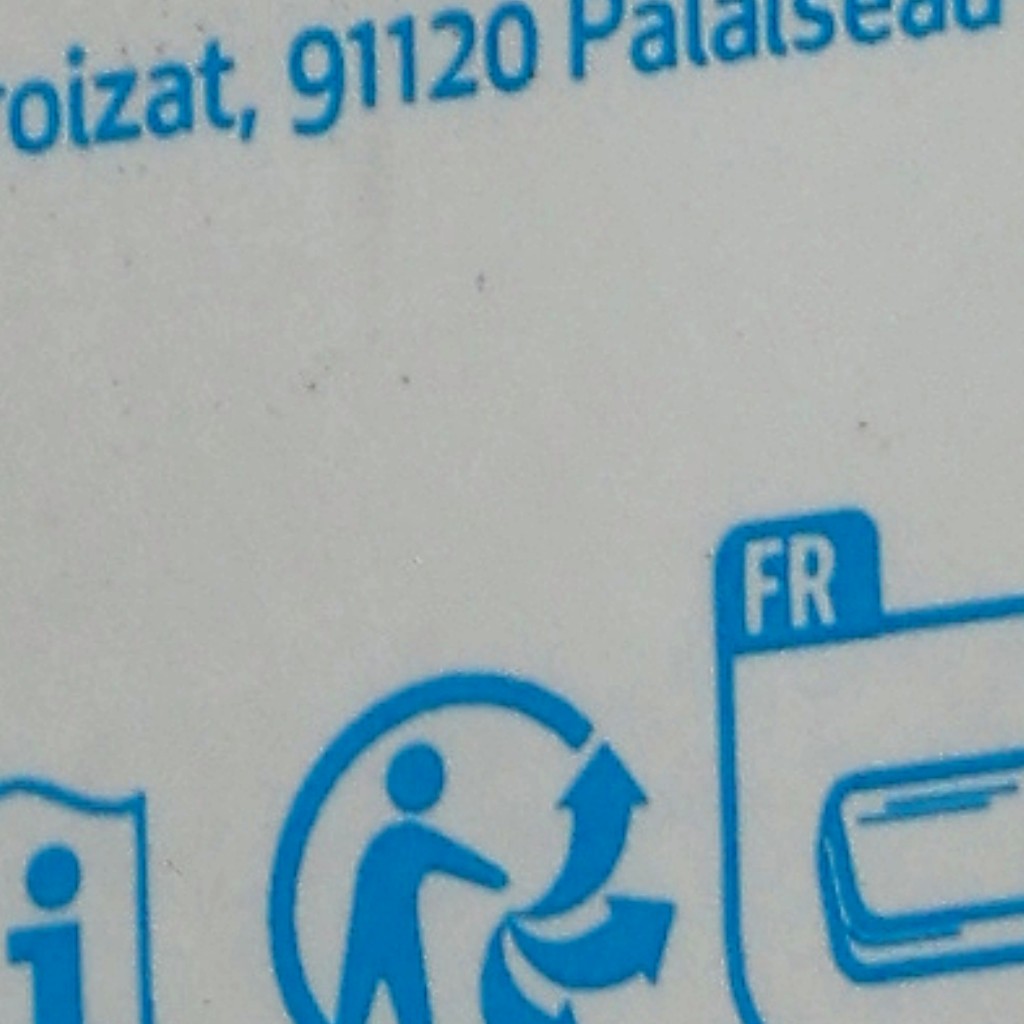 roizat, 91120 Palaiseau
FR
i